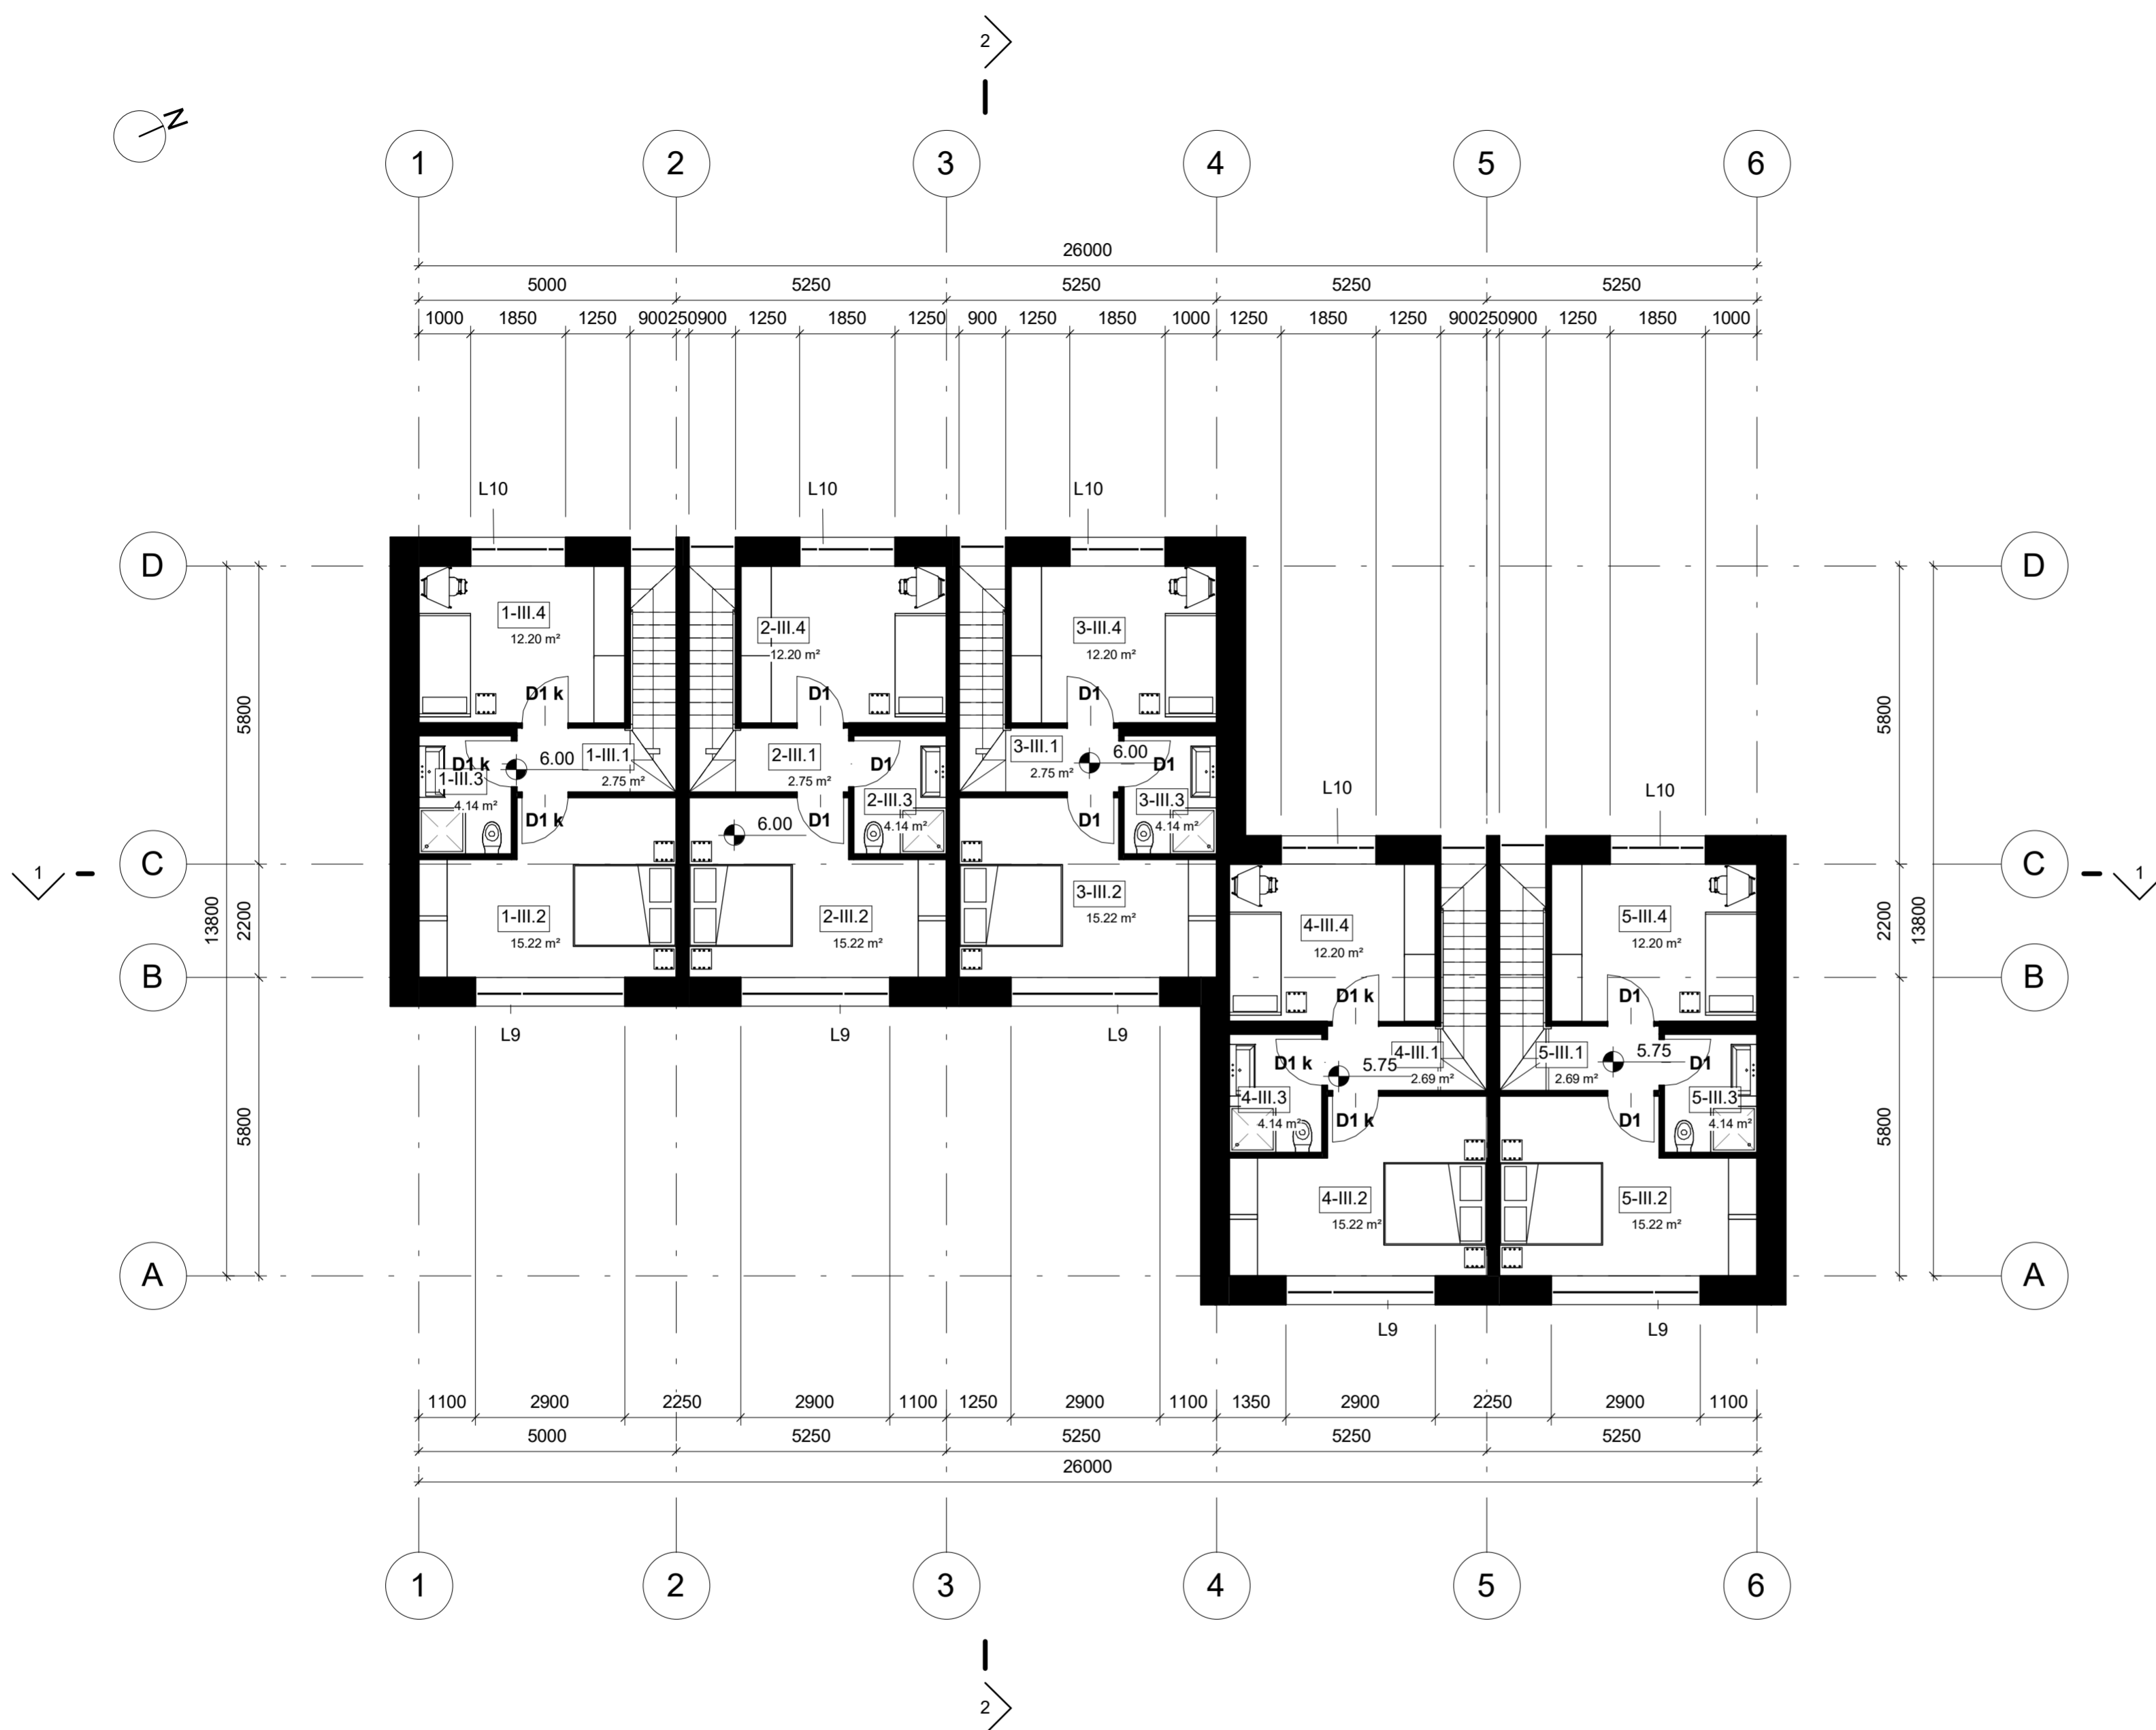 2
N
1 2 3 4 5 6
26000
5000 5250 5250 5250 5250
1000 1850 1250 900 250 900 1250 1850 1250 900 1250 1850 1000 1250 1850 1250 900 250 900 1250 1850 1000
L10 L10 L10
D D
1-III.4 2-III.4 3-III.4
12.20 m² 12.20 m² 12.20 m²
D1 k D1 D1
5800 5800
1-III.1 2-III.1 3-III.1
6.00 6.00
D1 k D1 D1
1-III.3
2.75 m² 2.75 m² 2.75 m²
L10 L10
2-III.3 3-III.3
4.14 m² 4.14 m² 4.14 m²
D1 k 6.00 D1 D1
C C
1 1
3-III.2
15.22 m²
1-III.2 2-III.2
15.22 m² 15.22 m²
4-III.4 5-III.4
12.20 m² 12.20 m²
13800 2200 2200 13800
B B
D1 k D1
L9 L9 L9
4-III.1 5-III.1
5.75 5.75
D1 k D1
2.69 m² 2.69 m²
4-III.3 5-III.3
4.14 m² 4.14 m²
D1 k D1
5800 5800
4-III.2 5-III.2
15.22 m² 15.22 m²
A A
L9 L9
1100 2900 2250 2900 1100 1250 2900 1100 1350 2900 2250 2900 1100
5000 5250 5250 5250 5250
26000
1 2 3 4 5 6
2